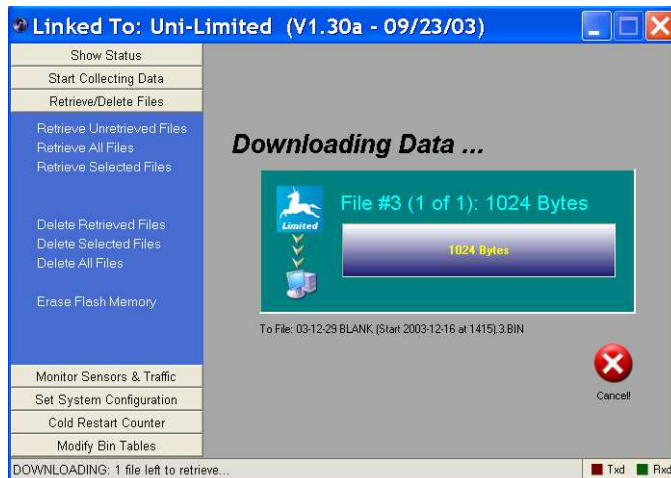 Linked To: Uni-Limited (V1.30a - 09/23/03)
Show Status
Start Collecting Data
Retrieve/Delete Files
Retrieve Unretrieved Files
Retrieve All Files
Retrieve Selected Files
Delete Retrieved Files
Delete Selected Files
Delete All Files
Erase Flash Memory
Monitor Sensors & Traffic
Set System Configuration
Cold Restart Counter
Modify Bin Tables
Downloading Data ...
File #3 (1 of 1): 1024 Bytes
Limited
1024 Bytes
To File: 03-12-29 BLANK (Start 2003-12-16 at 1415).3.BIN
Cancel!
DOWNLOADING: 1 file left to retrieve...
Txd Rxd